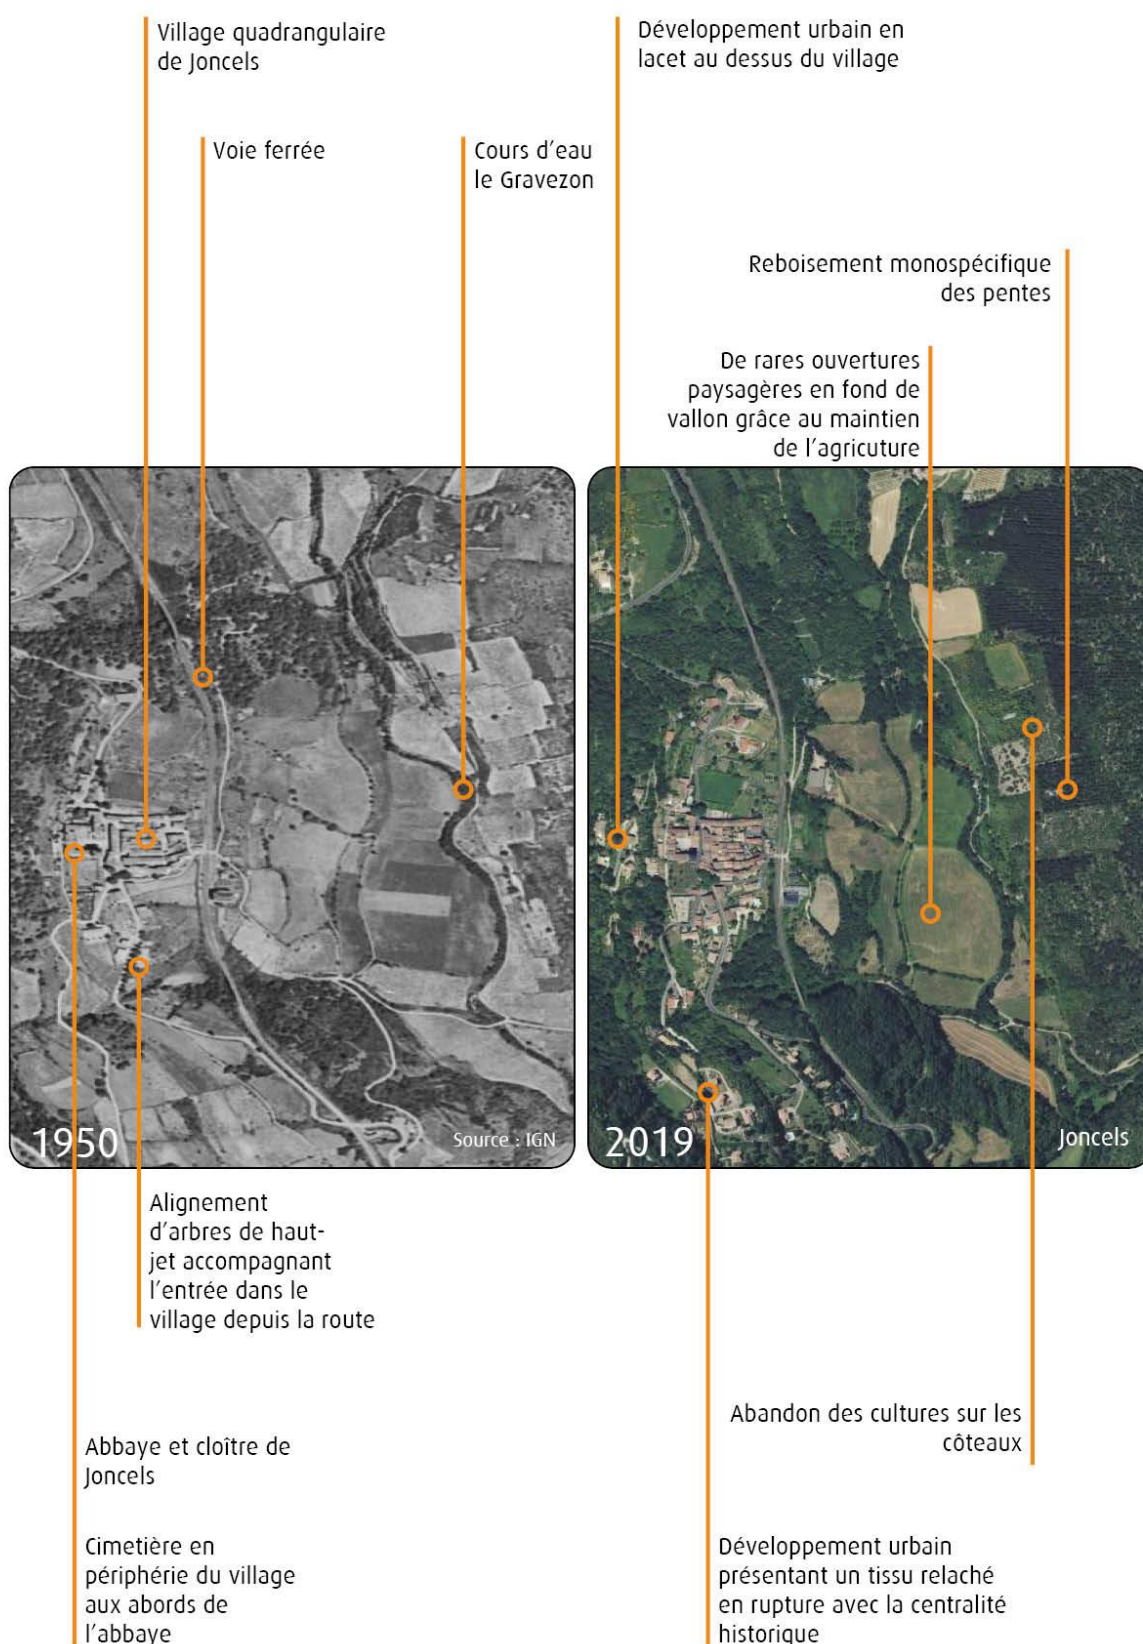 Village quadrangulaire
de Joncels
Développement urbain en
lacet au dessus du village
Voie ferrée
Cours d'eau
le Gravezon
Reboisement monospécifique
des pentes
De rares ouvertures
paysagères en fond de
vallon grâce au maintien
de l'agricuture
1950
Source : IGN
2019
Joncels
Alignement
d'arbres de haut-
jet accompagnant
l'entrée dans le
village depuis la route
Abandon des cultures sur les
côteaux
Abbaye et cloître de
Joncels
Cimetière en
périphérie du village
aux abords de
l'abbaye
Développement urbain
présentant un tissu relaché
en rupture avec la centralité
historique